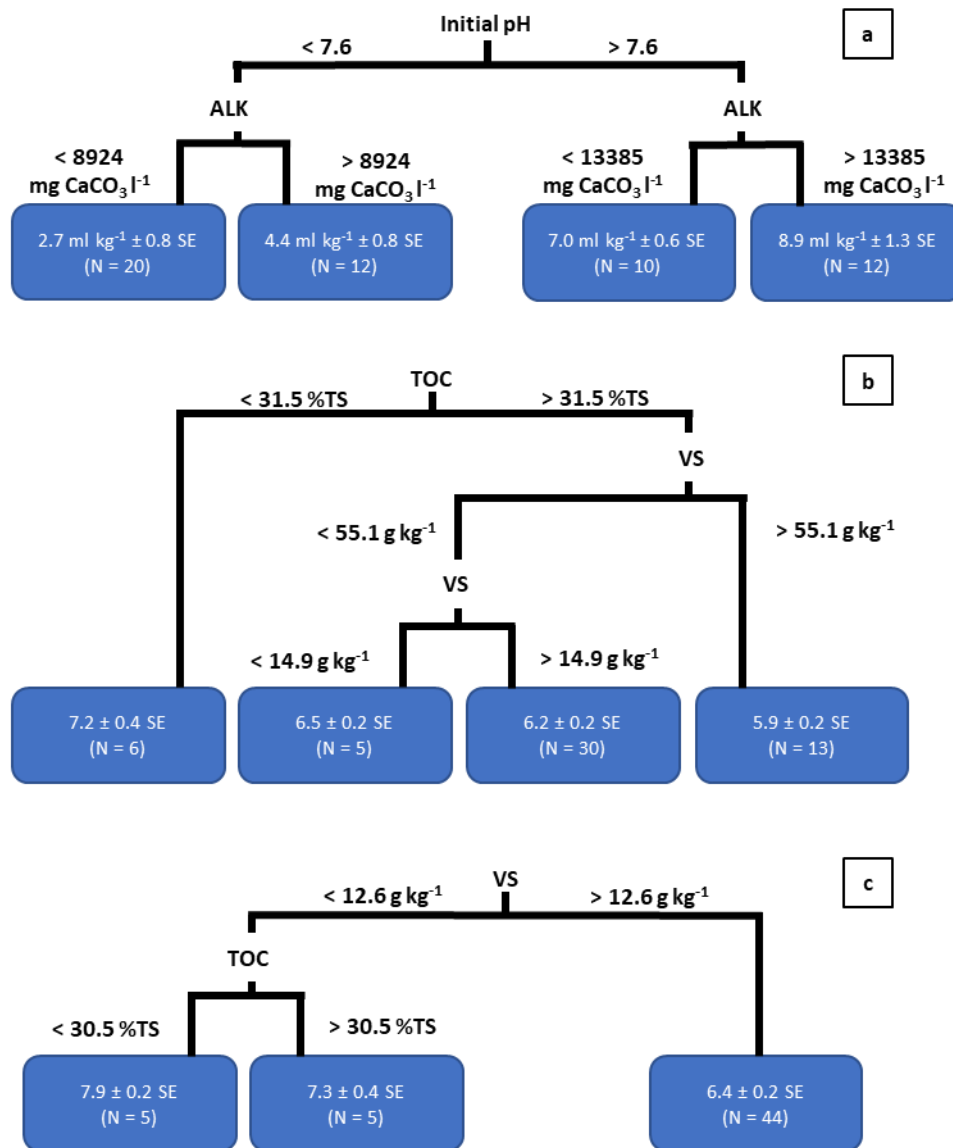 Initial pH
a
< 7.6
> 7.6
ALK
ALK
< 8924
mg CaCO₃ l⁻¹
> 8924
mg CaCO₃ l⁻¹
< 13385
mg CaCO₃ l⁻¹
> 13385
mg CaCO₃ l⁻¹
2.7 ml kg⁻¹ ± 0.8 SE
(N = 20)
4.4 ml kg⁻¹ ± 0.8 SE
(N = 12)
7.0 ml kg⁻¹ ± 0.6 SE
(N = 10)
8.9 ml kg⁻¹ ± 1.3 SE
(N = 12)
TOC
b
< 31.5 %TS
> 31.5 %TS
VS
< 55.1 g kg⁻¹
> 55.1 g kg⁻¹
VS
< 14.9 g kg⁻¹
> 14.9 g kg⁻¹
7.2 ± 0.4 SE
(N = 6)
6.5 ± 0.2 SE
(N = 5)
6.2 ± 0.2 SE
(N = 30)
5.9 ± 0.2 SE
(N = 13)
VS
c
< 12.6 g kg⁻¹
> 12.6 g kg⁻¹
TOC
< 30.5 %TS
> 30.5 %TS
7.9 ± 0.2 SE
(N = 5)
7.3 ± 0.4 SE
(N = 5)
6.4 ± 0.2 SE
(N = 44)